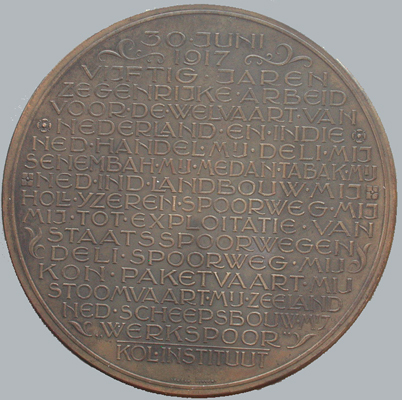 30·JUNI
1917
VIJFTIG·JAREN
ZEGENRIJKE·ARBEID
VOOR·DE·WELVAART·VAN
NEDERLAND·EN·INDIE
NED·HANDEL·MIJ·DELI·MIJ
SENEMBAH·MIJ·MEDAN·TABAK·MIJ
NED·IND·LANDBOUW·MIJ
HOLL·YZEREN·SPOORWEG·MIJ
MIJ·TOT·EXPLOITATIE·VAN
STAATSSPOORWEGEN
DELI·SPOORWEG·MIJ
KON·PAKETVAART·MIJ
STOOMVAART·MIJ·ZEELAND
NED·SCHEEPSBOUW·MIJ
"WERKSPOOR"
KOL·INSTITUUT